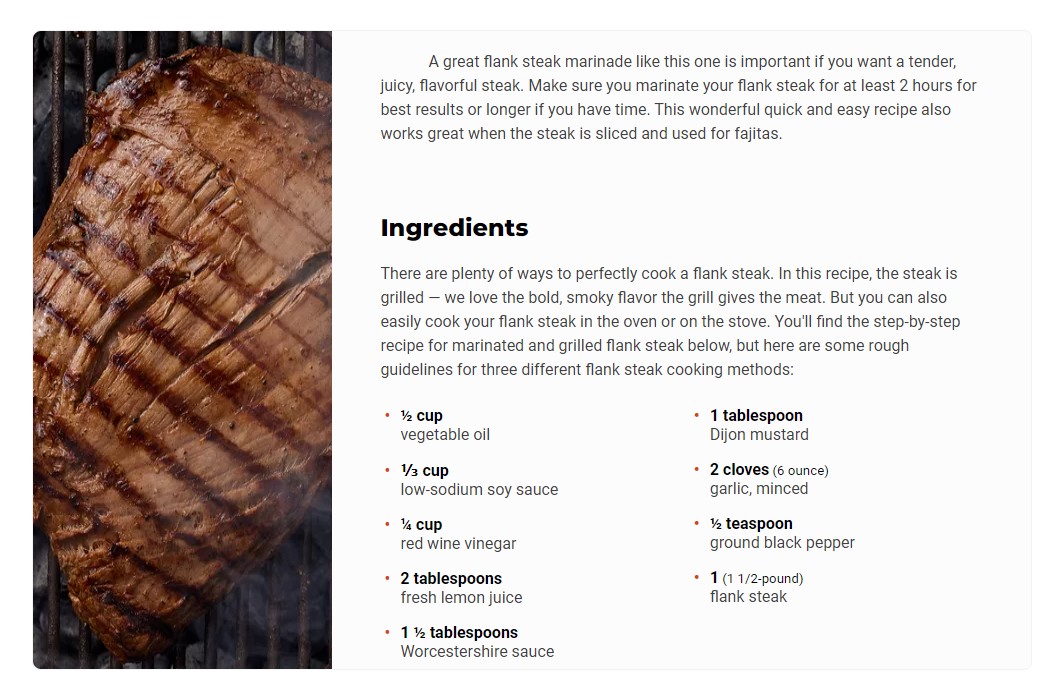 A great flank steak marinade like this one is important if you want a tender,
juicy, flavorful steak. Make sure you marinate your flank steak for at least 2 hours for
best results or longer if you have time. This wonderful quick and easy recipe also
works great when the steak is sliced and used for fajitas.
Ingredients
There are plenty of ways to perfectly cook a flank steak. In this recipe, the steak is
grilled — we love the bold, smoky flavor the grill gives the meat. But you can also
easily cook your flank steak in the oven or on the stove. You'll find the step-by-step
recipe for marinated and grilled flank steak below, but here are some rough
guidelines for three different flank steak cooking methods:
• ½ cup
vegetable oil
• ⅓ cup
low-sodium soy sauce
• ¼ cup
red wine vinegar
• 2 tablespoons
fresh lemon juice
• 1 ½ tablespoons
Worcestershire sauce
• 1 tablespoon
Dijon mustard
• 2 cloves (6 ounce)
garlic, minced
• ½ teaspoon
ground black pepper
• 1 (1 1/2-pound)
flank steak